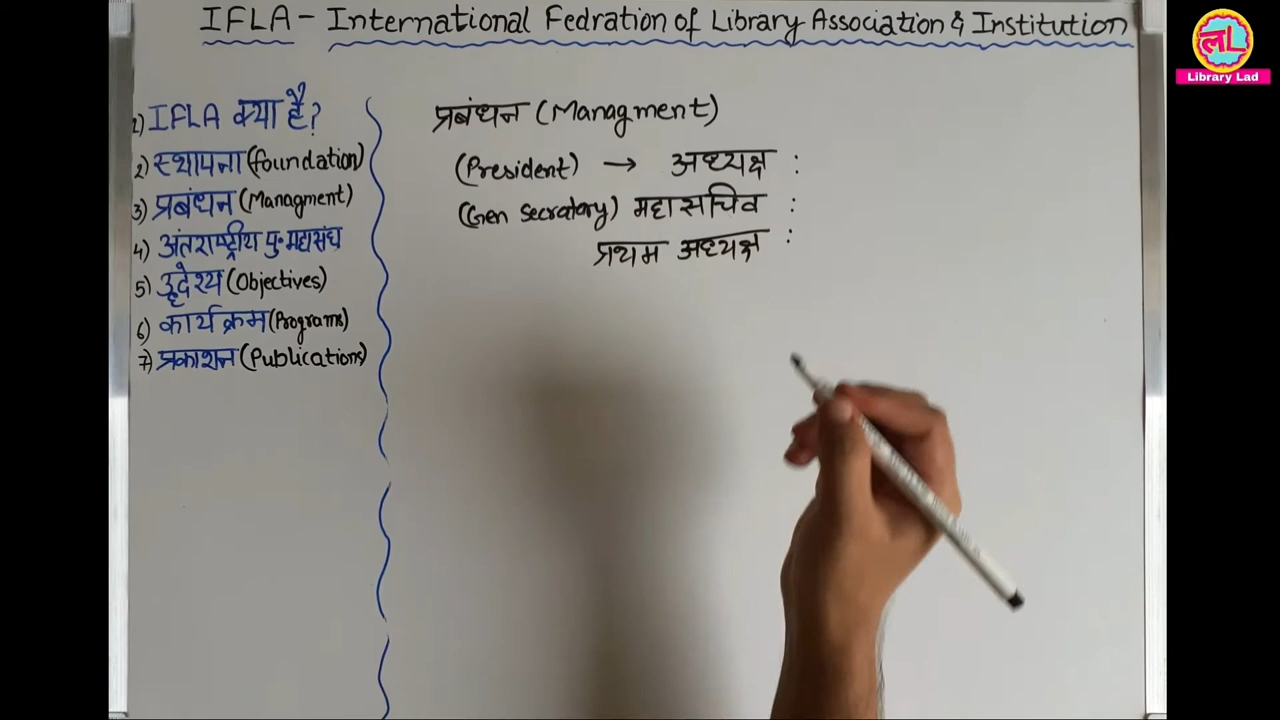 IFLA - International Fedration of Library Association & Institution
लL
Library Lad
1) IFLA क्या है?
2) स्थापना (foundation)
3) प्रबंधन (Managment)
4) अंतराष्ट्रीय पु॰ महासंघ
5) उद्देश्य (Objectives)
6) कार्यक्रम (Programs)
7) प्रकाशन (Publications)
प्रबंधन (Managment)
(President) → अध्यक्ष :
(Gen Secratory) महासचिव :
प्रथम अध्यक्ष :